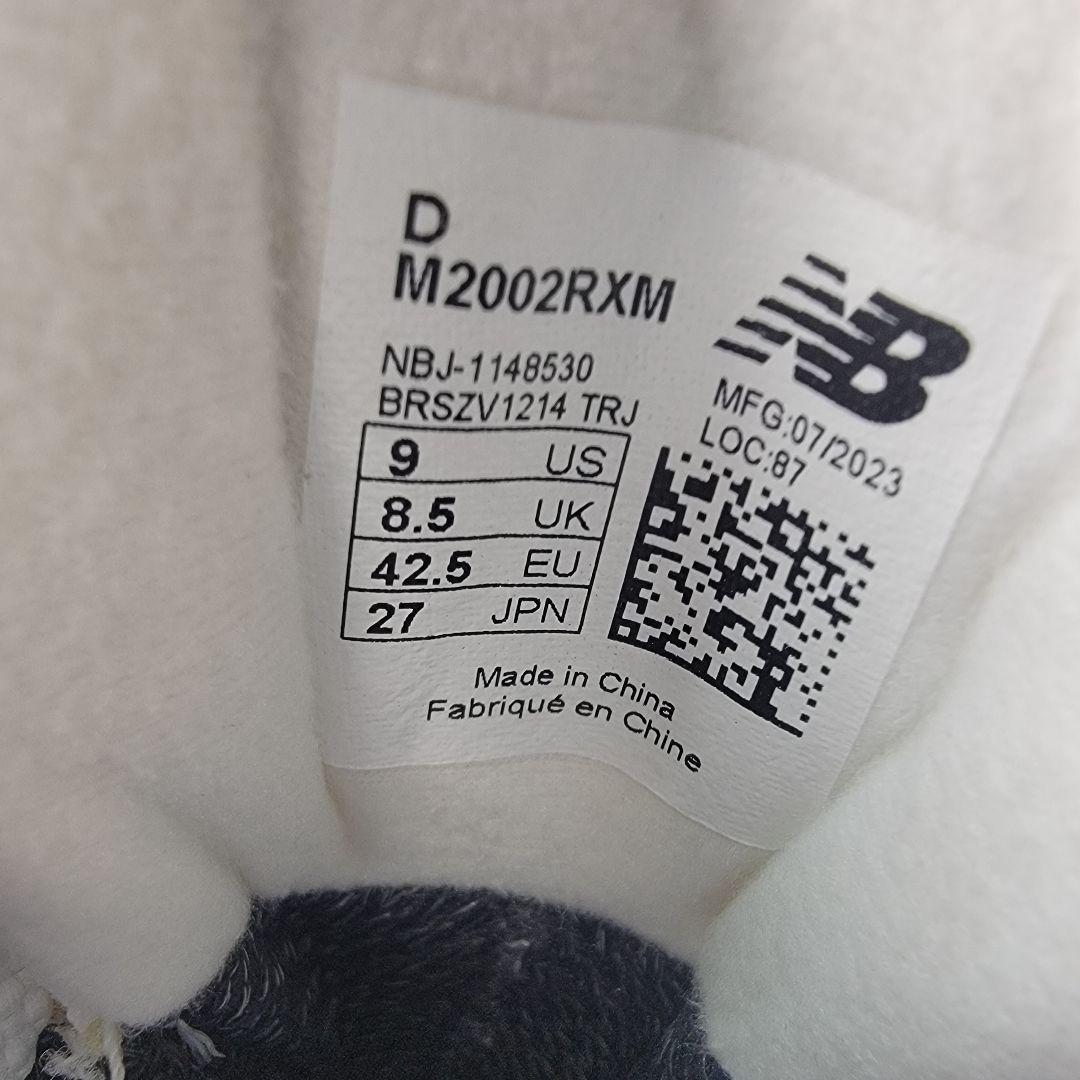 D
M2002RXM
NBJ-1148530
BRSZV1214 TRJ
9 US
8.5 UK
42.5 EU
27 JPN
NB
MFG:07/2023
LOC:87
Made in China
Fabriqué en Chine